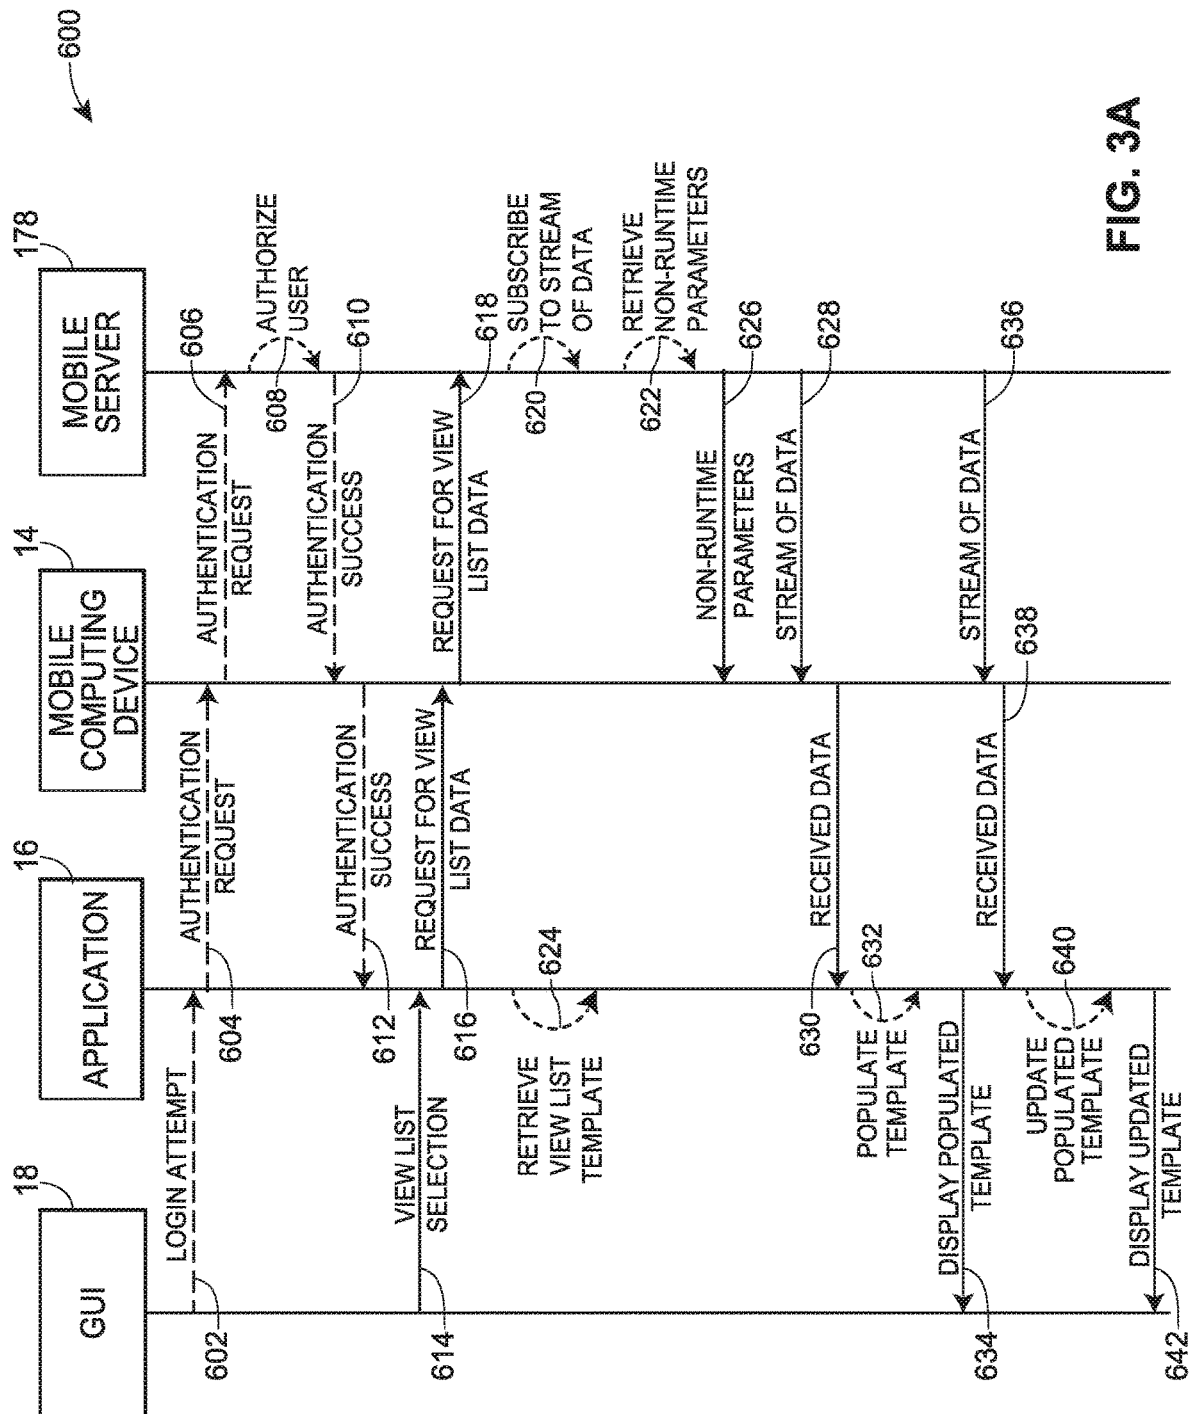 600
18
16
14
178
GUI
APPLICATION
MOBILE
COMPUTING
DEVICE
MOBILE
SERVER
LOGIN ATTEMPT
602
AUTHENTICATION
REQUEST
604
AUTHENTICATION
REQUEST
606
AUTHORIZE
USER
608
AUTHENTICATION
SUCCESS
610
AUTHENTICATION
SUCCESS
612
VIEW LIST
SELECTION
614
REQUEST FOR VIEW
LIST DATA
616
REQUEST FOR VIEW
LIST DATA
618
SUBSCRIBE
TO STREAM
OF DATA
620
RETRIEVE
VIEW LIST
TEMPLATE
624
RETRIEVE
NON-RUNTIME
PARAMETERS
622
NON-RUNTIME
PARAMETERS
626
STREAM OF DATA
628
RECEIVED DATA
630
POPULATE
TEMPLATE
632
DISPLAY POPULATED
TEMPLATE
634
STREAM OF DATA
636
RECEIVED DATA
638
UPDATE
POPULATED
TEMPLATE
640
DISPLAY UPDATED
TEMPLATE
642
FIG. 3A